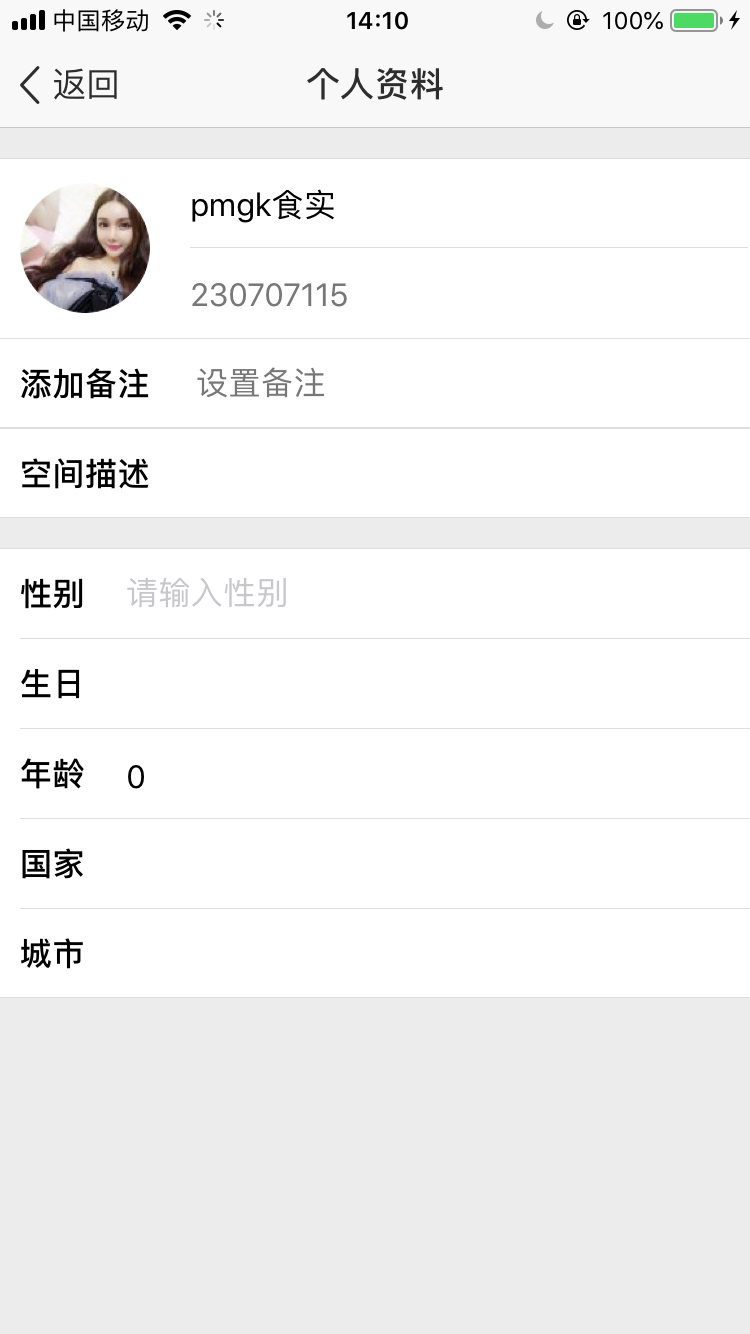 中国移动 14:10 100%
返回 个人资料
pmgk食实
230707115
添加备注 设置备注
空间描述
性别 请输入性别
生日
年龄 0
国家
城市